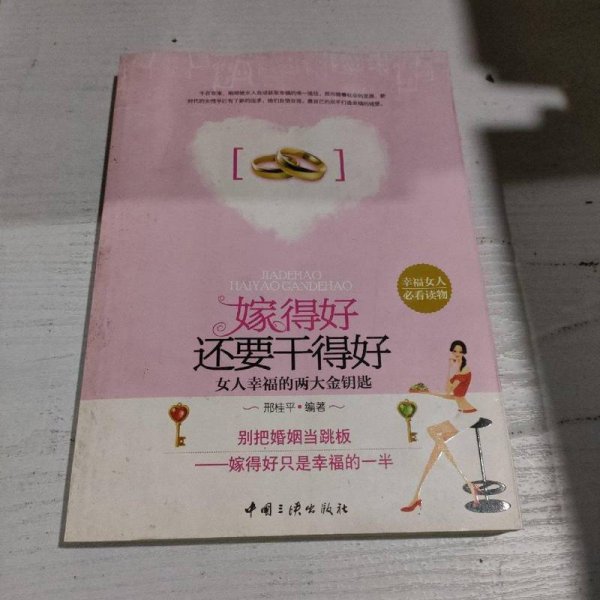 [ ]
JIADEHAO
HAIYAO GANDEHAO
幸福女人
必看读物
嫁得好
还要干得好
女人幸福的两大金钥匙
邢桂平·编著
别把婚姻当跳板
——嫁得好只是幸福的一半
中国三峡出版社